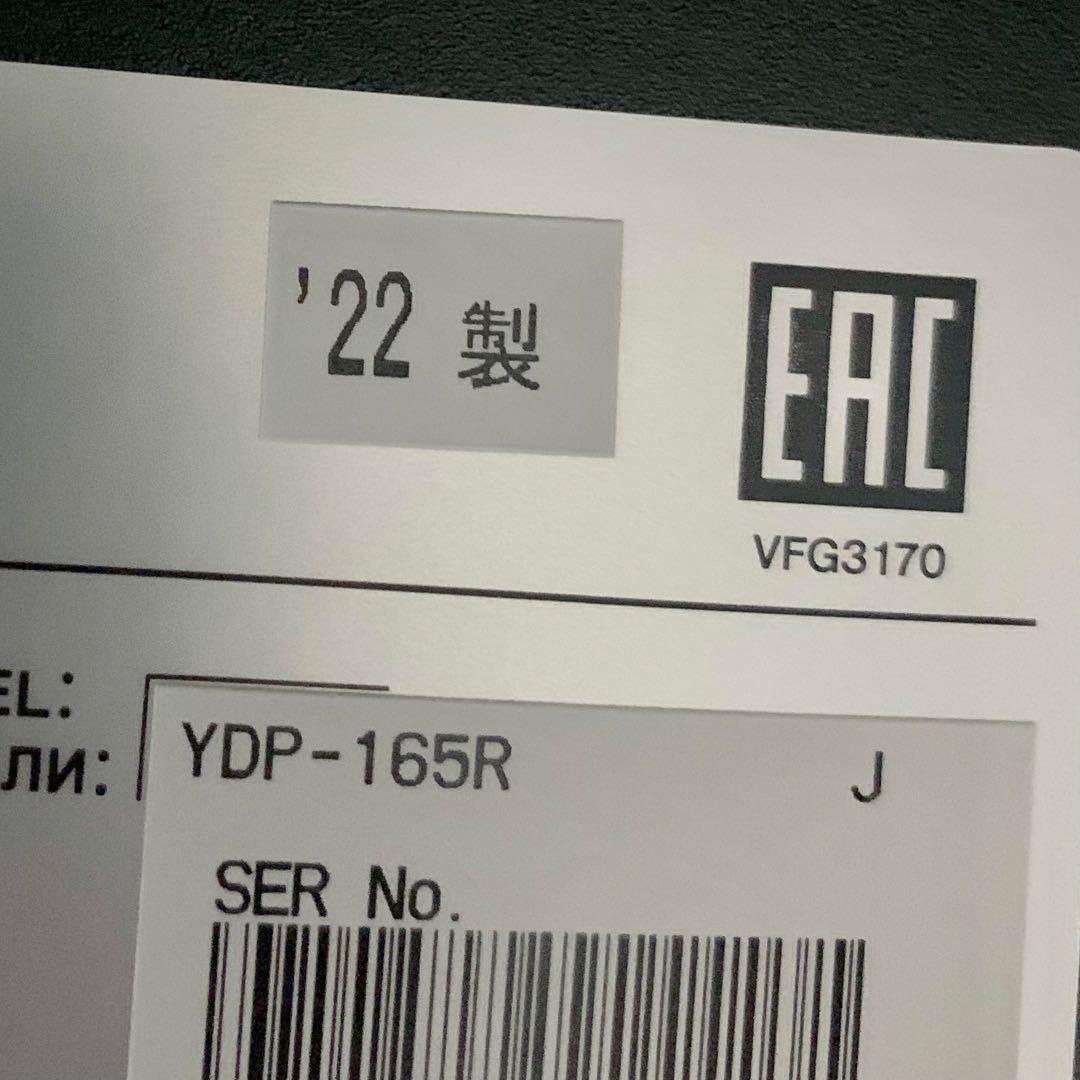 '22 製
EAC
VFG3170
EL:
ЛИ:
YDP-165R J
SER No.